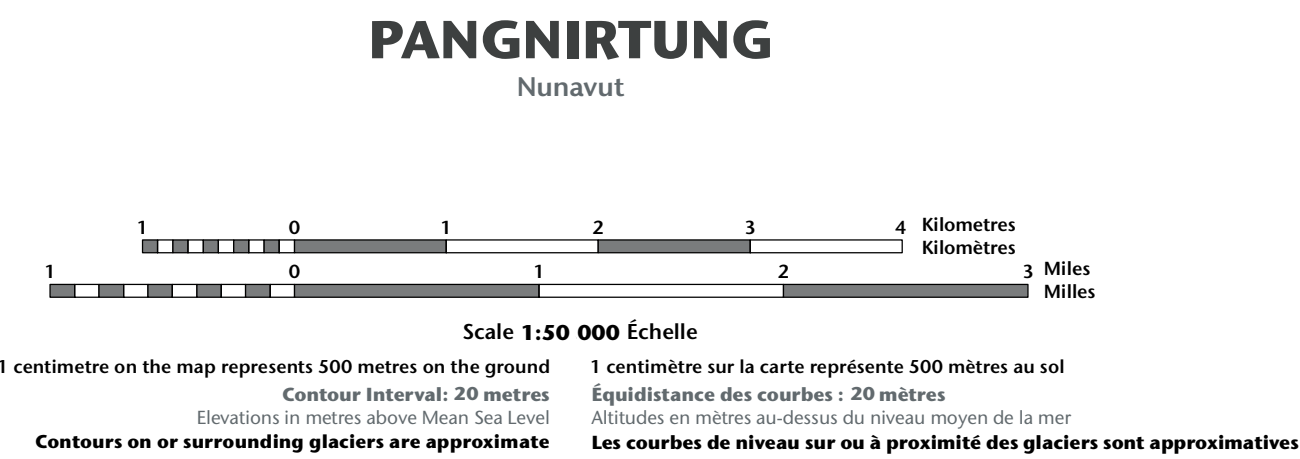 PANGNIRTUNG
Nunavut
1 0 1 2 3 4 Kilometres
Kilomètres
1 0 1 2 3 Miles
Milles
Scale 1:50 000 Échelle
1 centimetre on the map represents 500 metres on the ground
Contour Interval: 20 metres
Elevations in metres above Mean Sea Level
Contours on or surrounding glaciers are approximate
1 centimètre sur la carte représente 500 mètres au sol
Équidistance des courbes : 20 mètres
Altitudes en mètres au-dessus du niveau moyen de la mer
Les courbes de niveau sur ou à proximité des glaciers sont approximatives